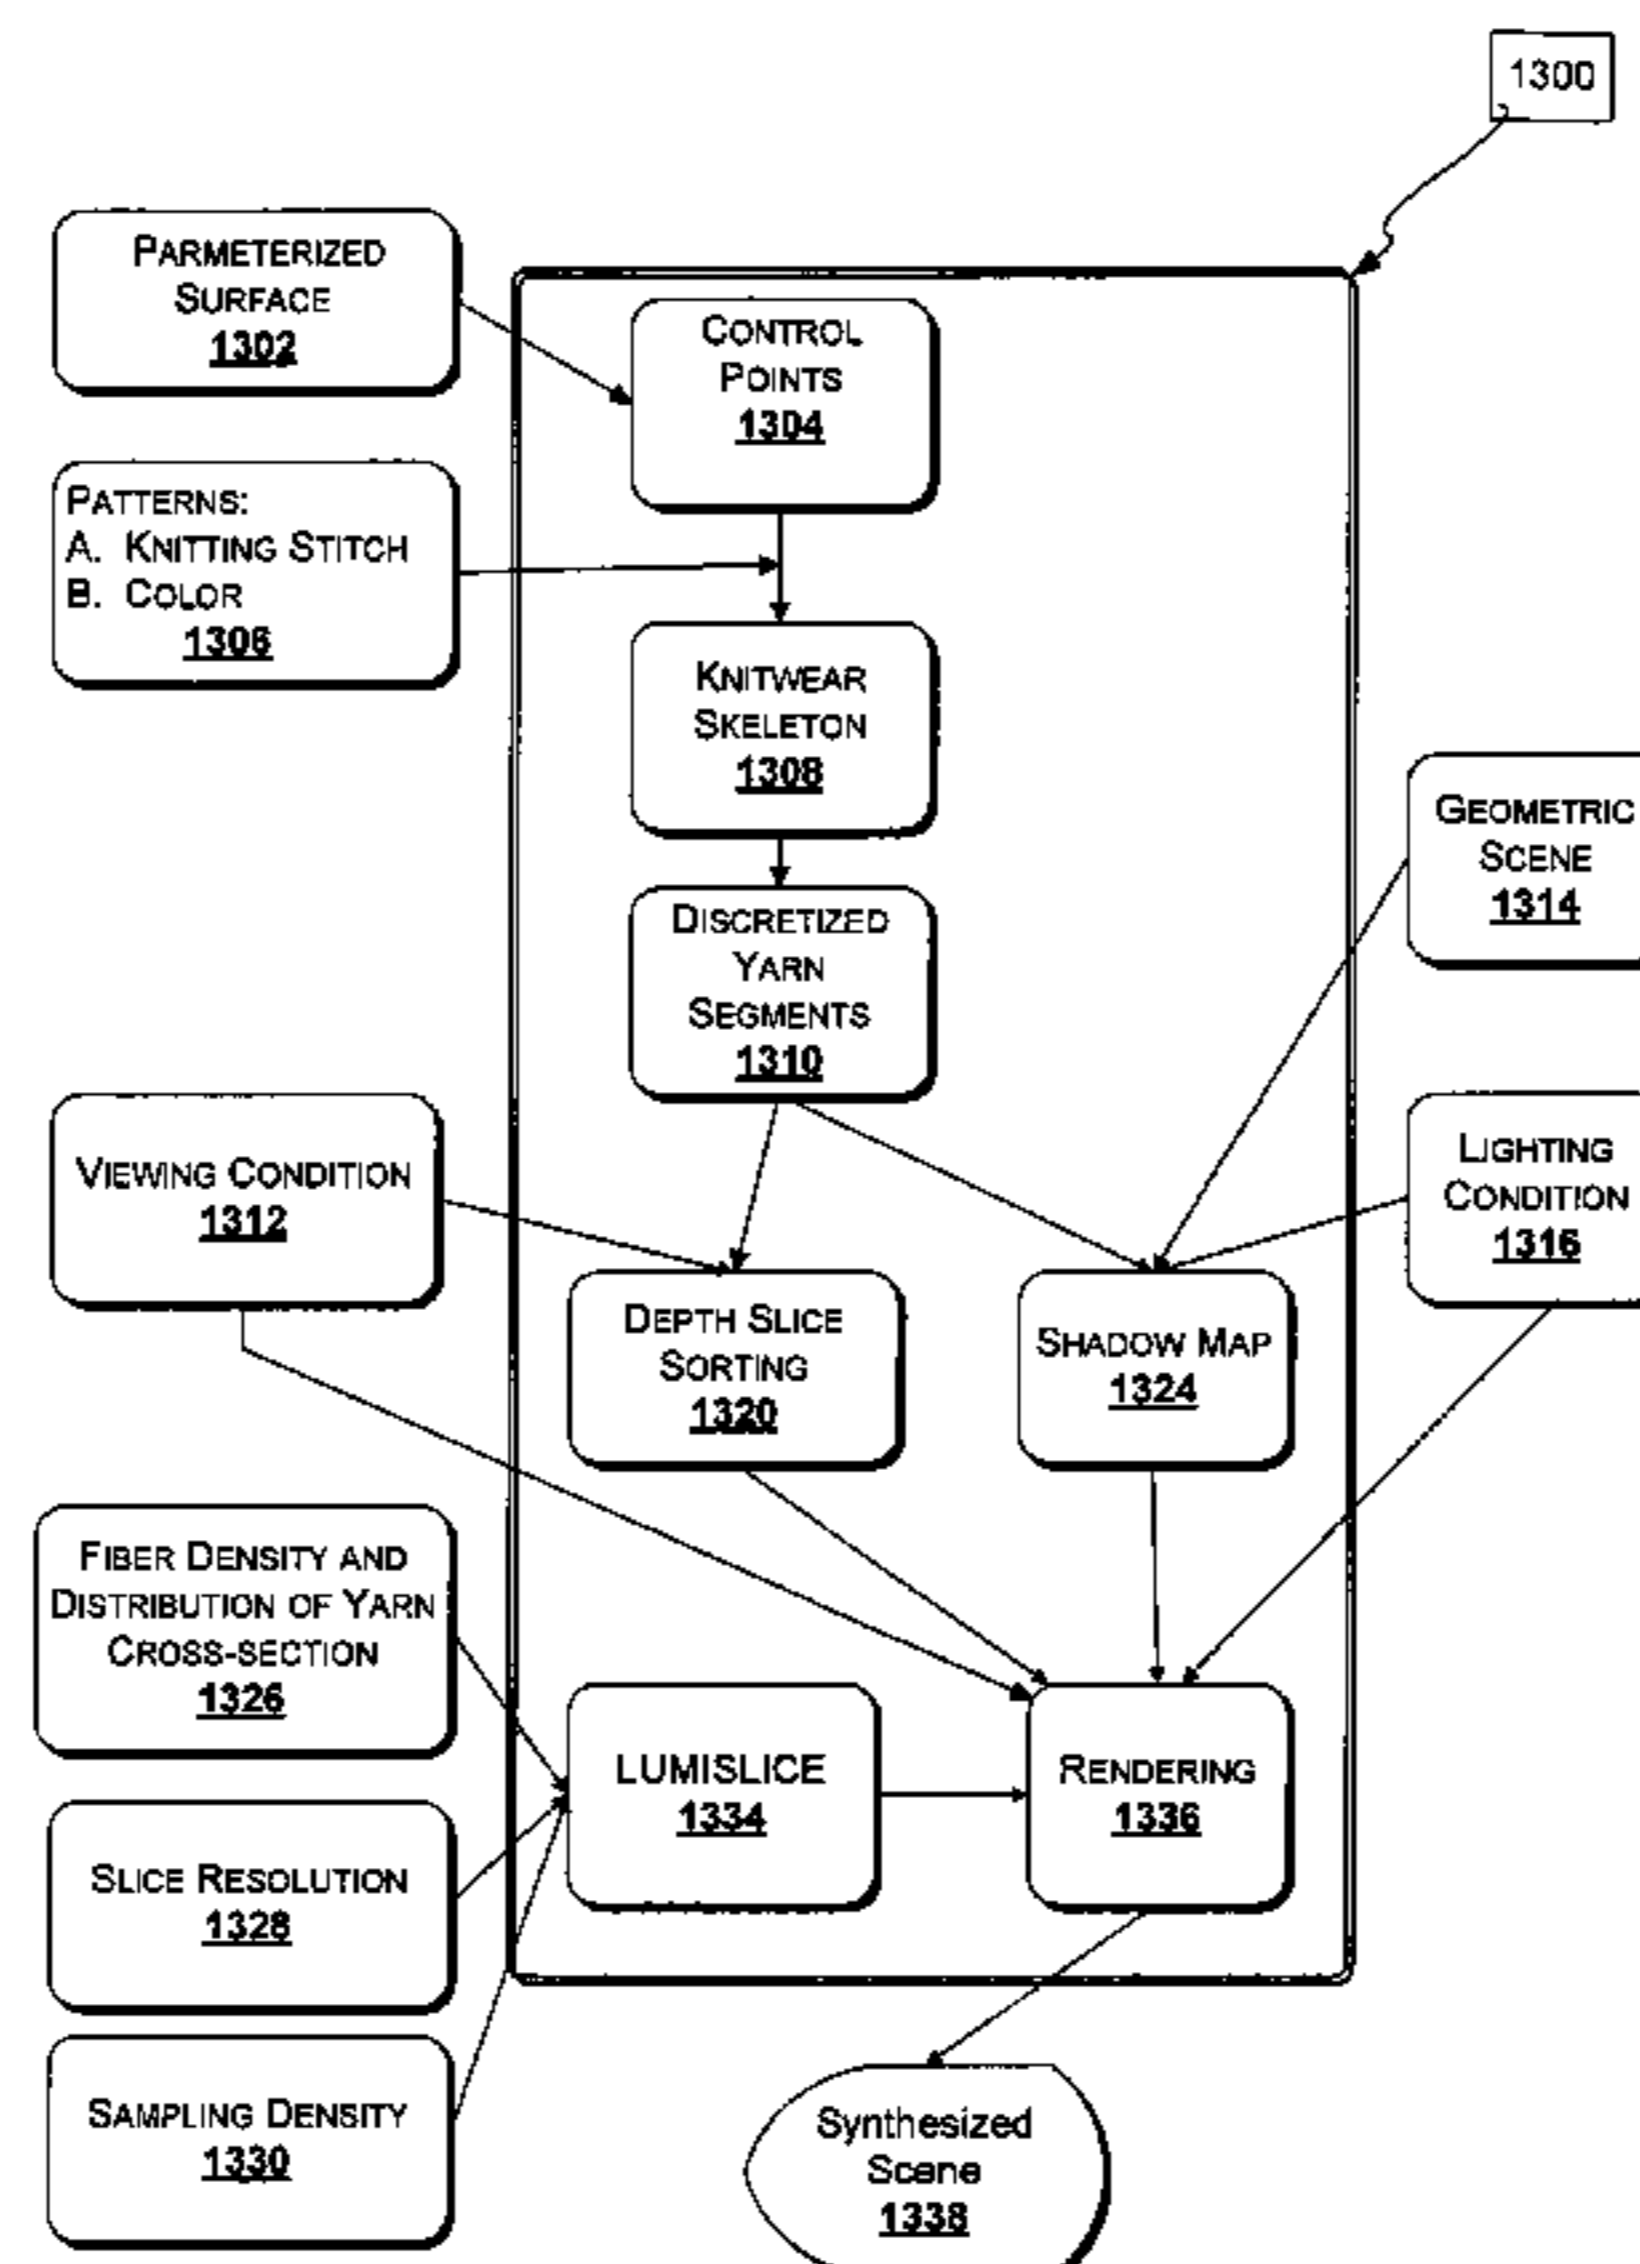 1300
PARMETERIZED
SURFACE
1302
CONTROL
POINTS
1304
PATTERNS:
A. KNITTING STITCH
B. COLOR
1306
KNITWEAR
SKELETON
1308
GEOMETRIC
SCENE
1314
DISCRETIZED
YARN
SEGMENTS
1310
VIEWING CONDITION
1312
LIGHTING
CONDITION
1316
DEPTH SLICE
SORTING
1320
SHADOW MAP
1324
FIBER DENSITY AND
DISTRIBUTION OF YARN
CROSS-SECTION
1326
LUMISLICE
1334
RENDERING
1336
SLICE RESOLUTION
1328
SAMPLING DENSITY
1330
Synthesized
Scene
1338